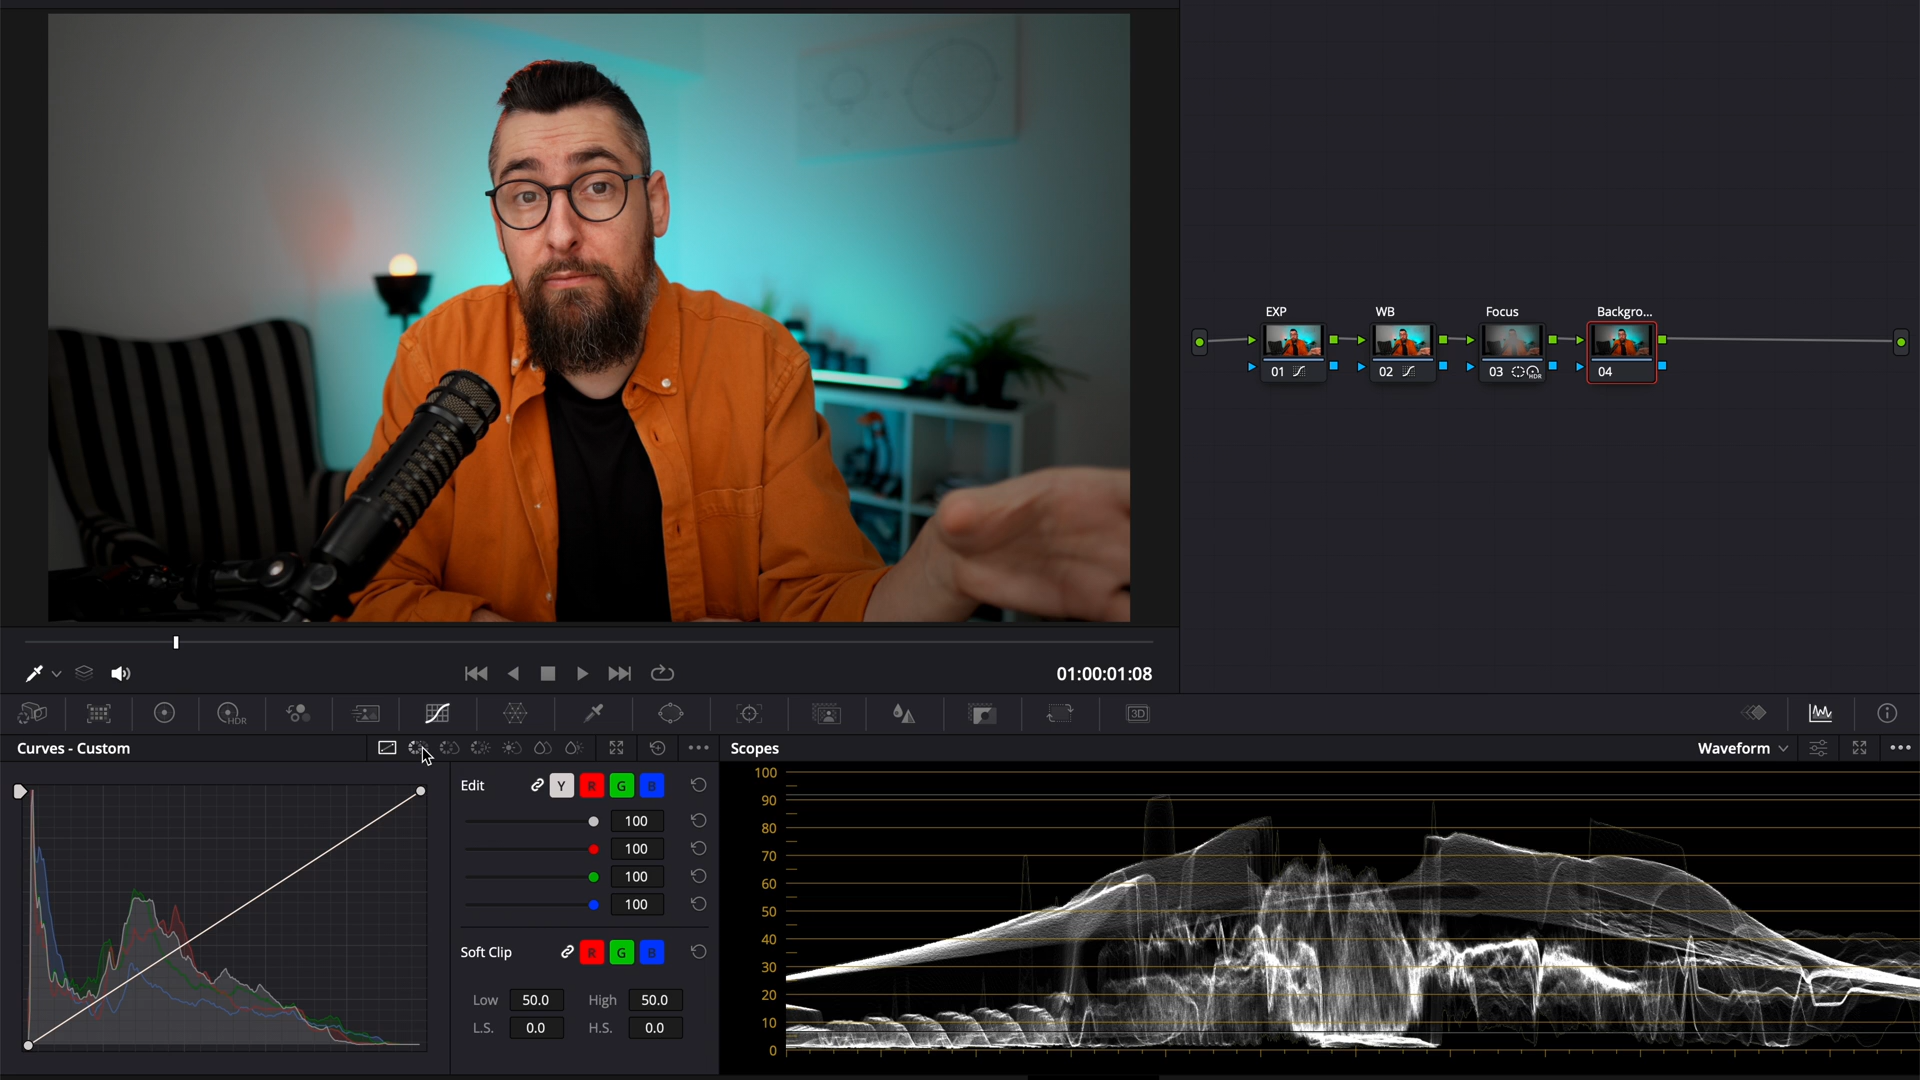 EXP
WB
Focus
Backgro...
01
02
03
HDR
04
01:00:01:08
HDR
3D
Curves - Custom
Scopes
Waveform
Edit
Y
R
G
B
100
100
100
100
Soft Clip
R
G
B
Low
50.0
High
50.0
L.S.
0.0
H.S.
0.0
100
90
80
70
60
50
40
30
20
10
0